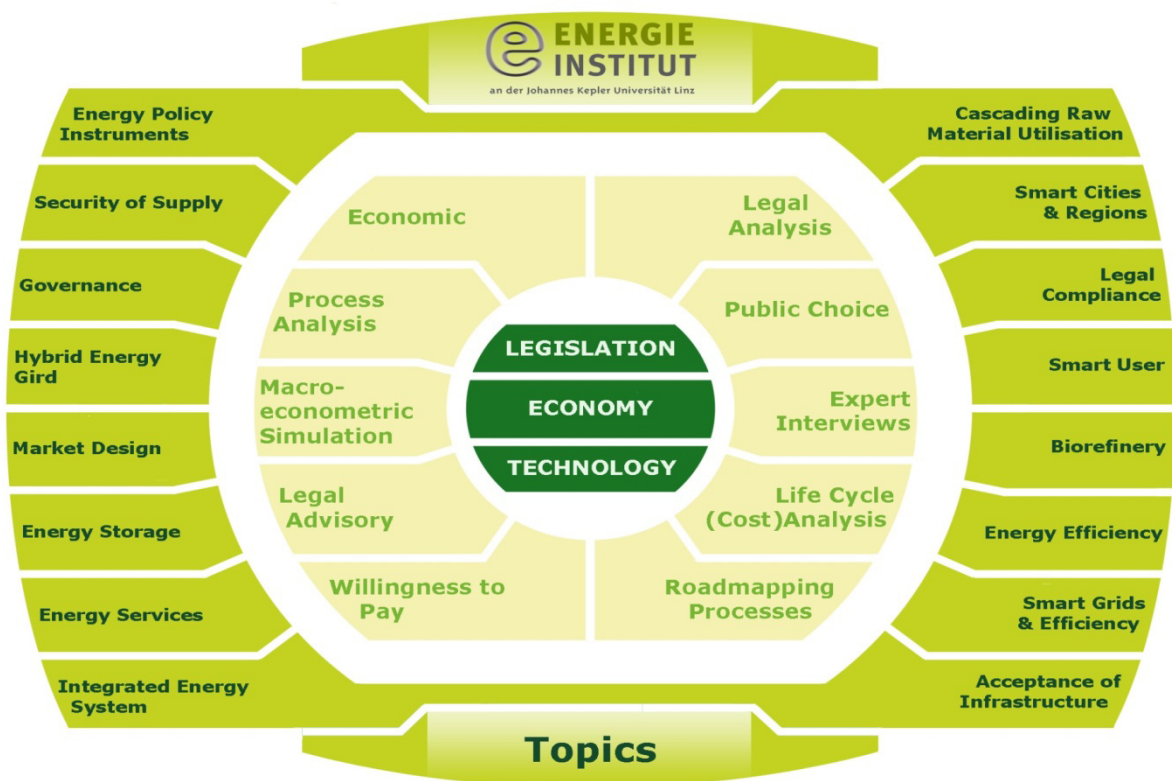 ENERGIE
INSTITUT
an der Johannes Kepler Universität Linz
Energy Policy
Instruments
Security of Supply
Governance
Hybrid Energy
Gird
Market Design
Energy Storage
Energy Services
Integrated Energy
System
Economic
Process
Analysis
Macro-
econometric
Simulation
Legal
Advisory
Willingness to
Pay
LEGISLATION
ECONOMY
TECHNOLOGY
Legal
Analysis
Public Choice
Expert
Interviews
Life Cycle
(Cost)Analysis
Roadmapping
Processes
Cascading Raw
Material Utilisation
Smart Cities
& Regions
Legal
Compliance
Smart User
Biorefinery
Energy Efficiency
Smart Grids
& Efficiency
Acceptance of
Infrastructure
Topics